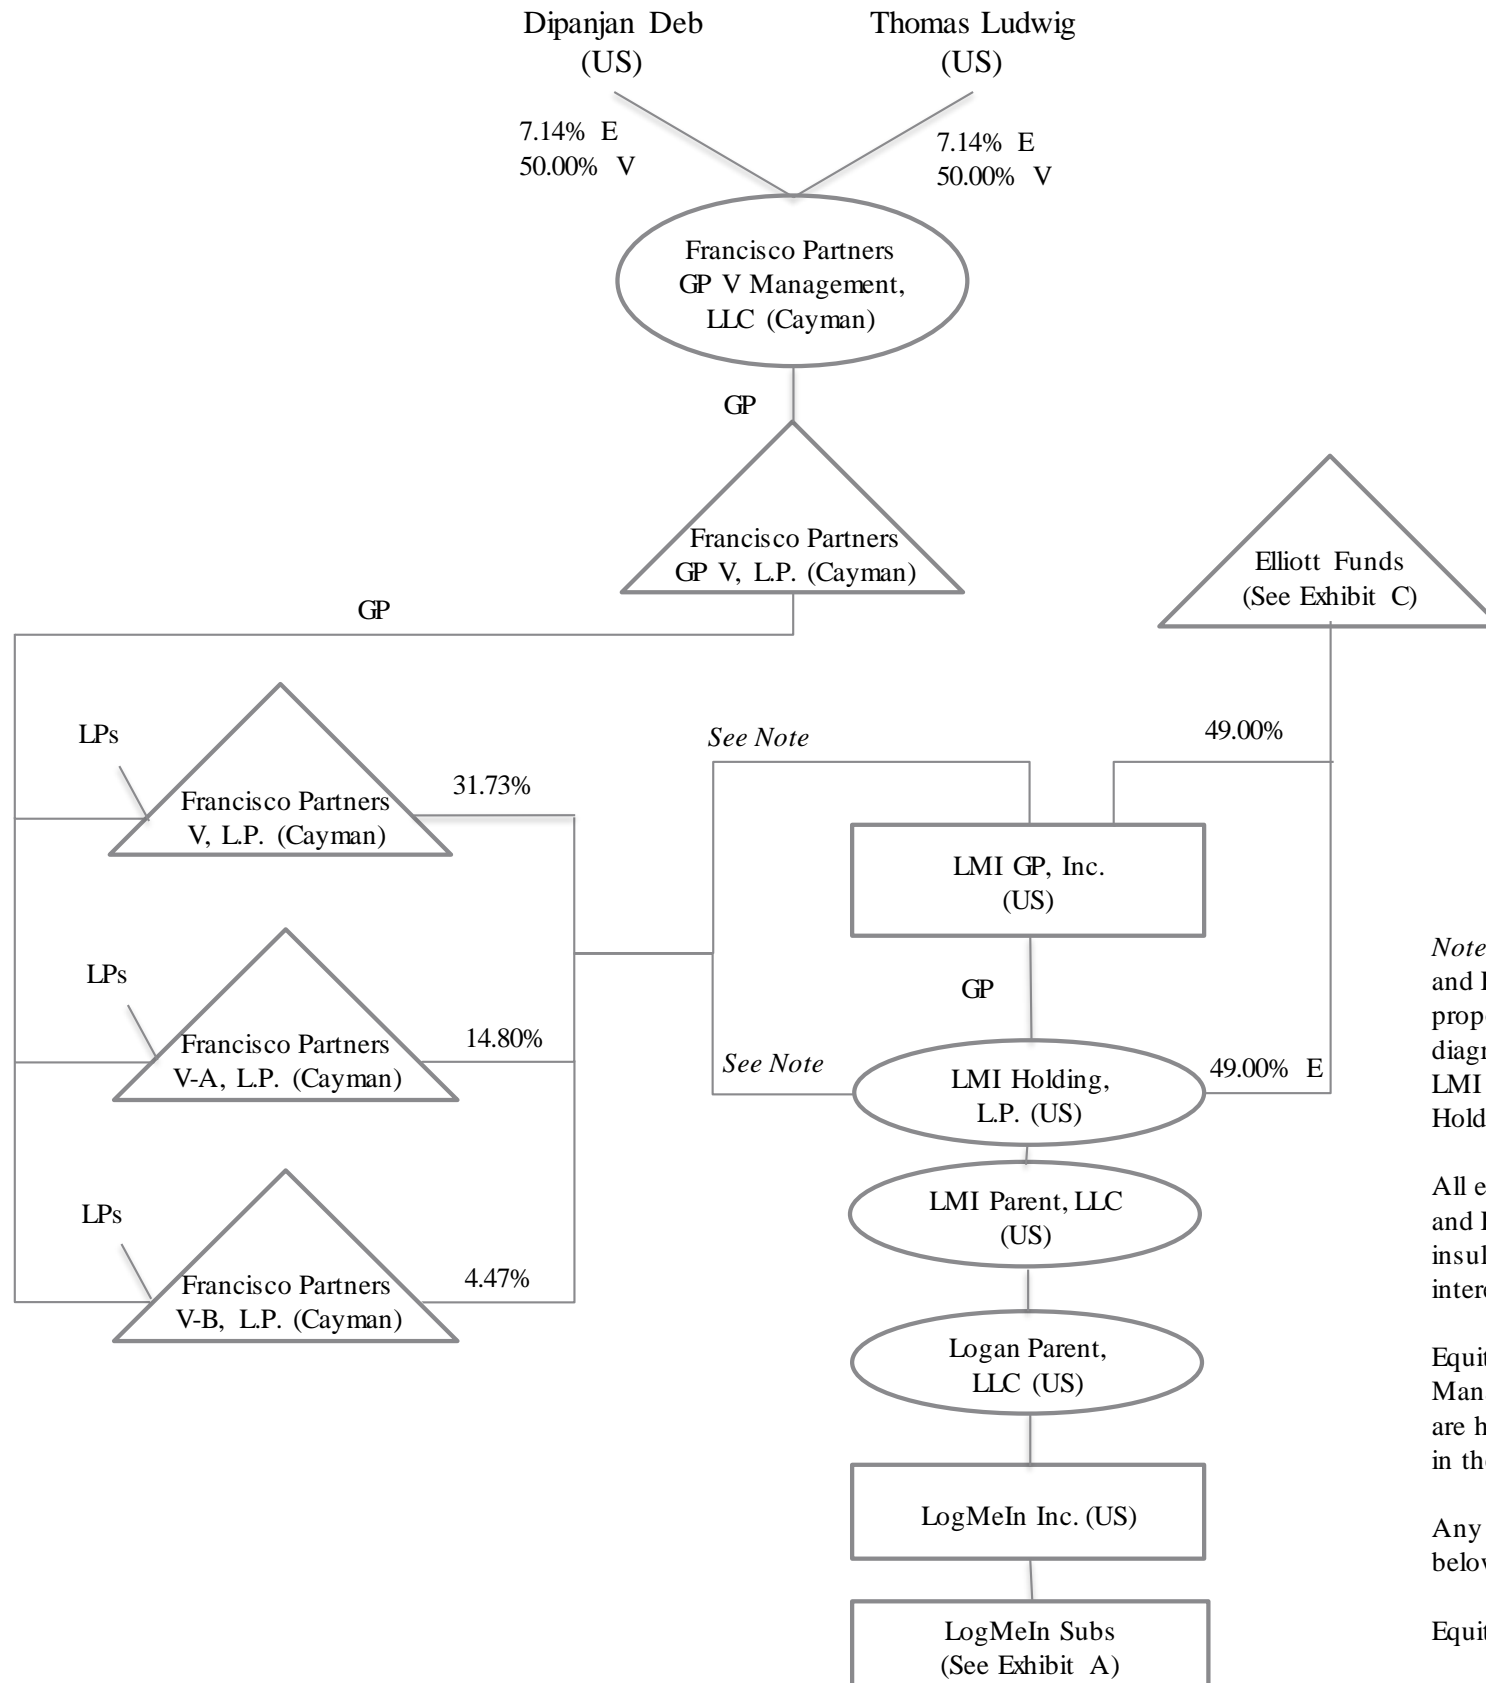 Dipanjan Deb
(US)
Thomas Ludwig
(US)
7.14% E
50.00% V
7.14% E
50.00% V
Francisco Partners
GP V Management,
LLC (Cayman)
GP
Francisco Partners
GP V, L.P. (Cayman)
Elliott Funds
(See Exhibit C)
GP
LPs
Francisco Partners
V, L.P. (Cayman)
31.73%
See Note
49.00%
LMI GP, Inc.
(US)
LPs
Francisco Partners
V-A, L.P. (Cayman)
14.80%
GP
See Note
LMI Holding,
L.P. (US)
49.00% E
LMI Parent, LLC
(US)
LPs
Francisco Partners
V-B, L.P. (Cayman)
4.47%
Logan Parent,
LLC (US)
LogMeIn Inc. (US)
LogMeIn Subs
(See Exhibit A)
Note
and
prop
diagr
LMI
Hold
All e
and
insul
inter
Equit
Man
are h
in the
Any
below
Equit